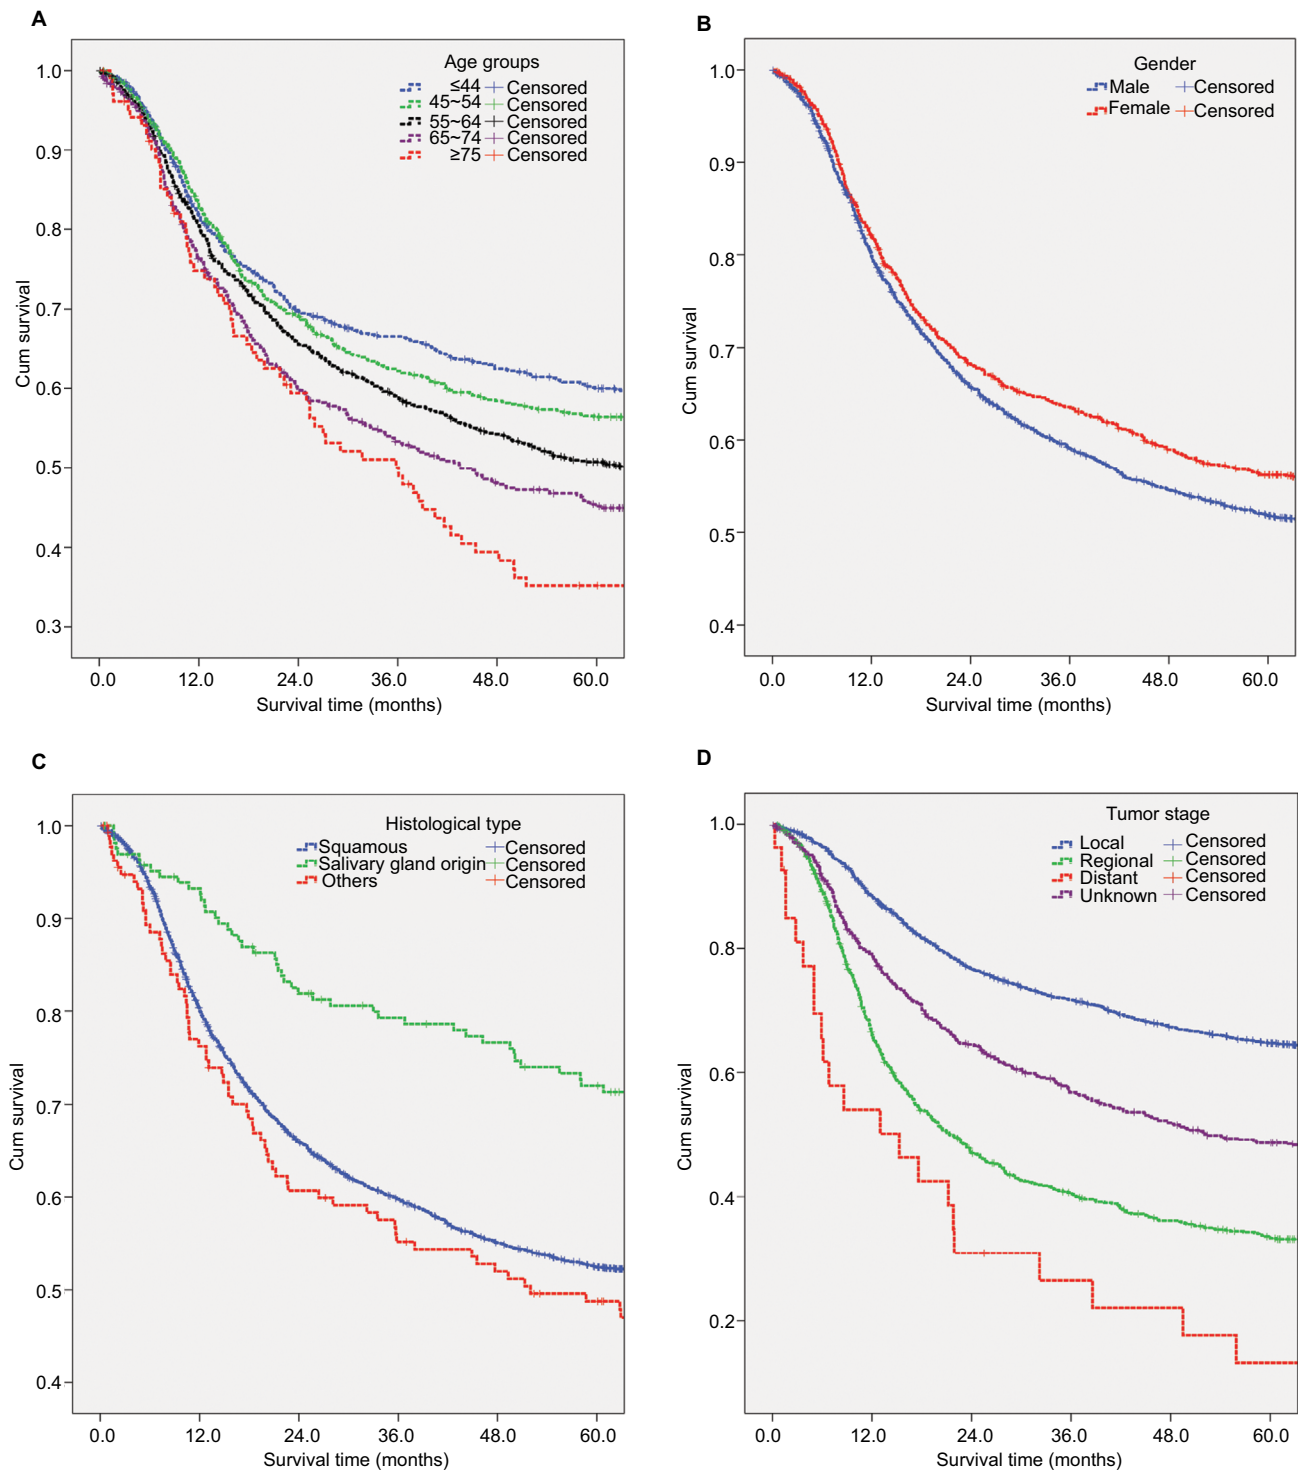 A
Age groups
≤44 Censored
45~54 Censored
55~64 Censored
65~74 Censored
≥75 Censored
1.0
0.9
0.8
0.7
0.6
0.5
0.4
0.3
Cum survival
0.0 12.0 24.0 36.0 48.0 60.0
Survival time (months)
B
Gender
Male Censored
Female Censored
1.0
0.9
0.8
0.7
0.6
0.5
0.4
Cum survival
0.0 12.0 24.0 36.0 48.0 60.0
Survival time (months)
C
Histological type
Squamous Censored
Salivary gland origin Censored
Others Censored
1.0
0.9
0.8
0.7
0.6
0.5
0.4
Cum survival
0.0 12.0 24.0 36.0 48.0 60.0
Survival time (months)
D
Tumor stage
Local Censored
Regional Censored
Distant Censored
Unknown Censored
1.0
0.8
0.6
0.4
0.2
Cum survival
0.0 12.0 24.0 36.0 48.0 60.0
Survival time (months)